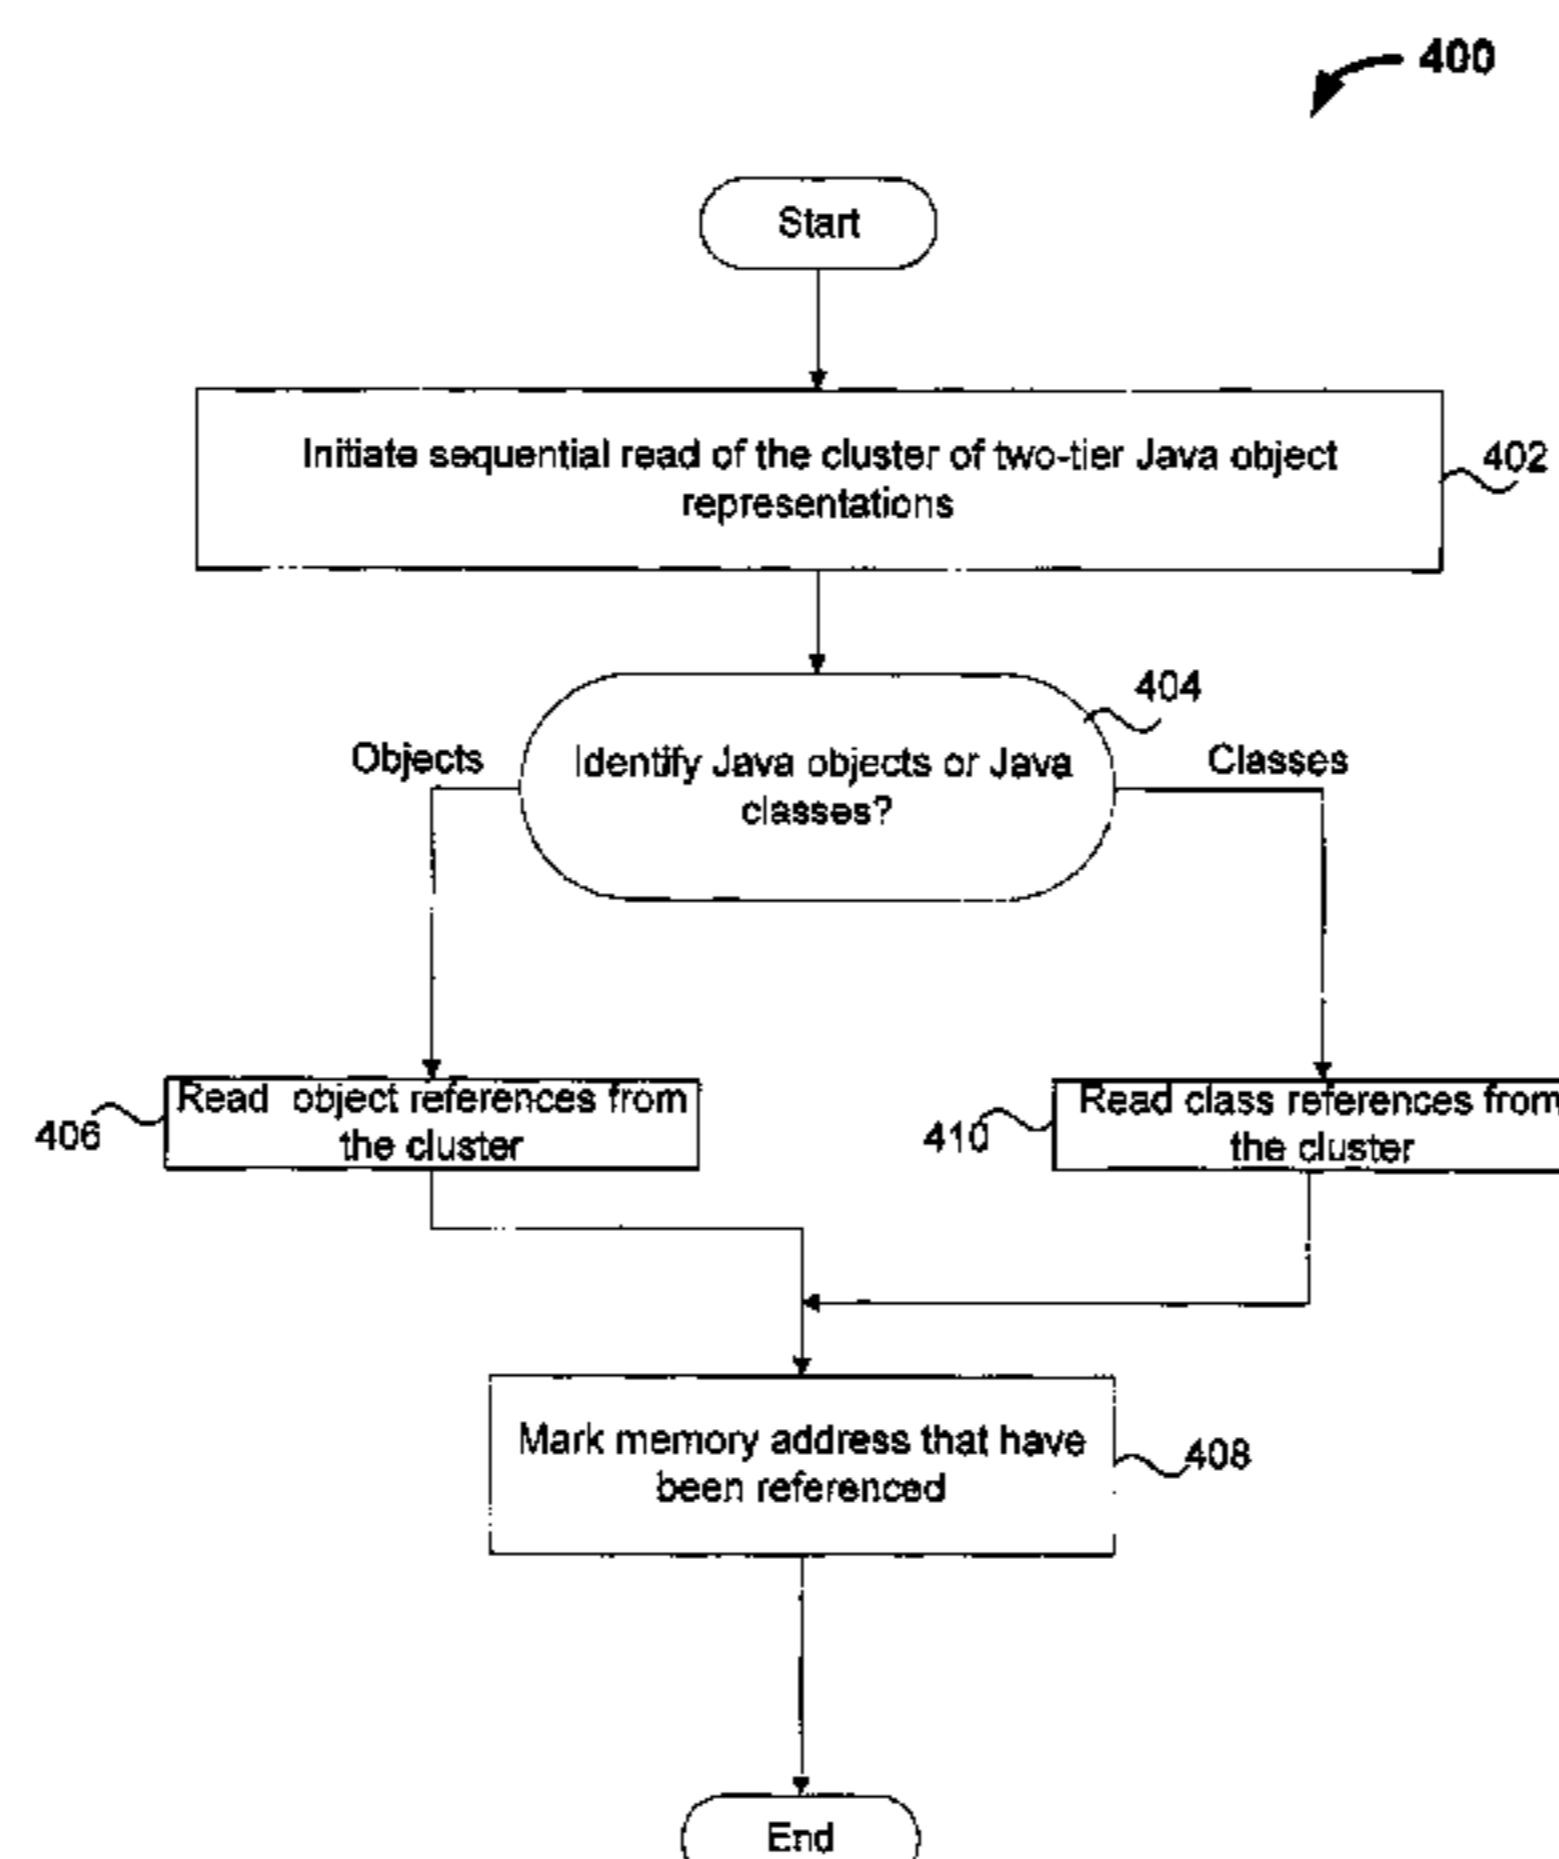 400
Start
Initiate sequential read of the cluster of two-tier Java object
representations
402
404
Objects
Identify Java objects or Java
classes?
Classes
Read object references from
the cluster
406
Read class references from
the cluster
410
Mark memory address that have
been referenced
408
End